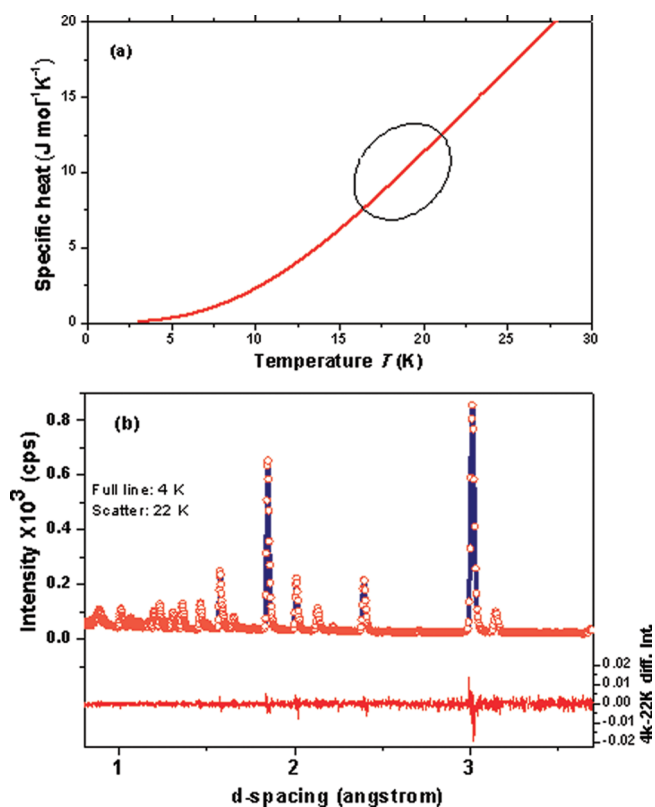 (a)
Specific heat (J mol⁻¹K⁻¹)
20
15
10
5
0
0 5 10 15 20 25 30
Temperature T (K)
(b)
Intensity X10³ (cps)
0.8
0.6
0.4
0.2
0.0
Full line: 4 K
Scatter: 22 K
0.02
0.01
0.00
-0.01
-0.02
4k-22K diff. Int.
1 2 3
d-spacing (angstrom)